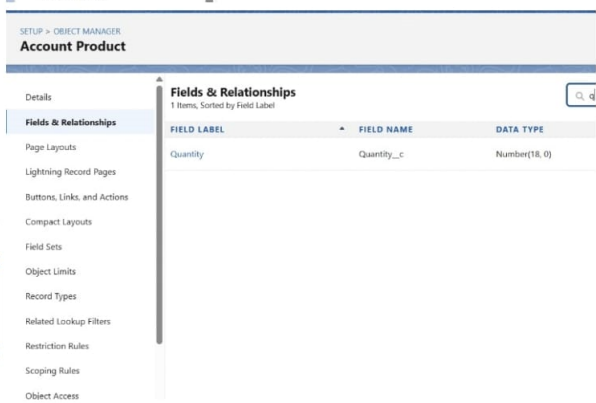 SETUP > OBJECT MANAGER
Account Product
Details
Fields & Relationships
Page Layouts
Lightning Record Pages
Buttons, Links, and Actions
Compact Layouts
Field Sets
Object Limits
Record Types
Related Lookup Filters
Restriction Rules
Scoping Rules
Object Access
Fields & Relationships
1 Items, Sorted by Field Label
q
FIELD LABEL FIELD NAME DATA TYPE
Quantity Quantity__c Number(18, 0)